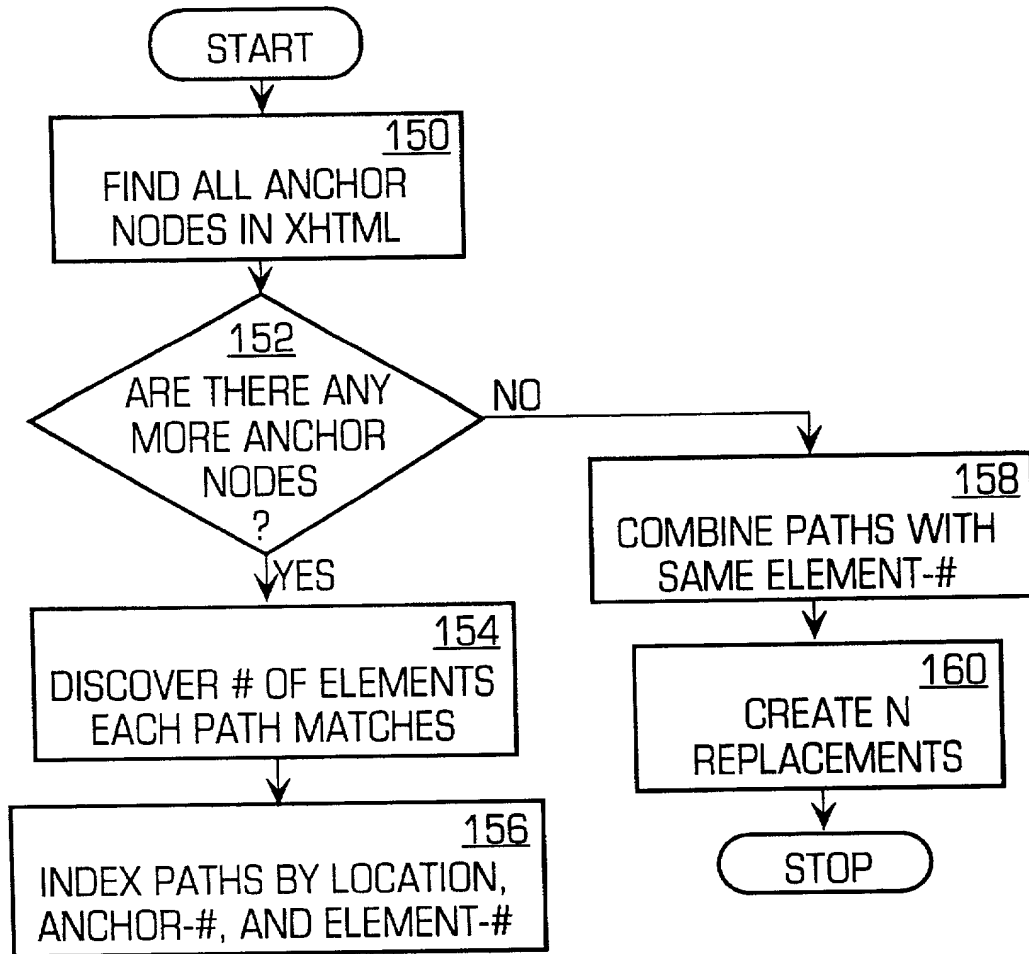 START
150
FIND ALL ANCHOR
NODES IN XHTML
152
ARE THERE ANY
MORE ANCHOR
NODES
?
NO
YES
154
DISCOVER # OF ELEMENTS
EACH PATH MATCHES
156
INDEX PATHS BY LOCATION,
ANCHOR-#, AND ELEMENT-#
158
COMBINE PATHS WITH
SAME ELEMENT-#
160
CREATE N
REPLACEMENTS
STOP